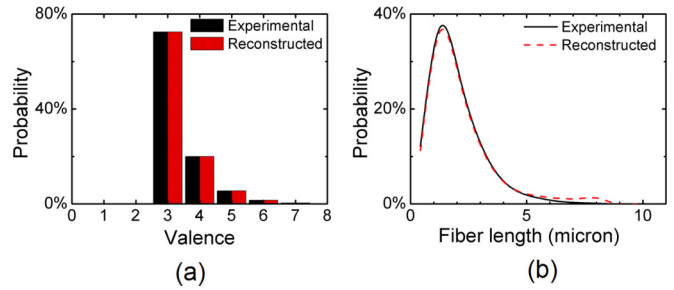 80%
40%
0%
Probability
Experimental
Reconstructed
0 1 2 3 4 5 6 7 8
Valence
(a)
40%
20%
0%
Probability
Experimental
Reconstructed
0 5 10
Fiber length (micron)
(b)